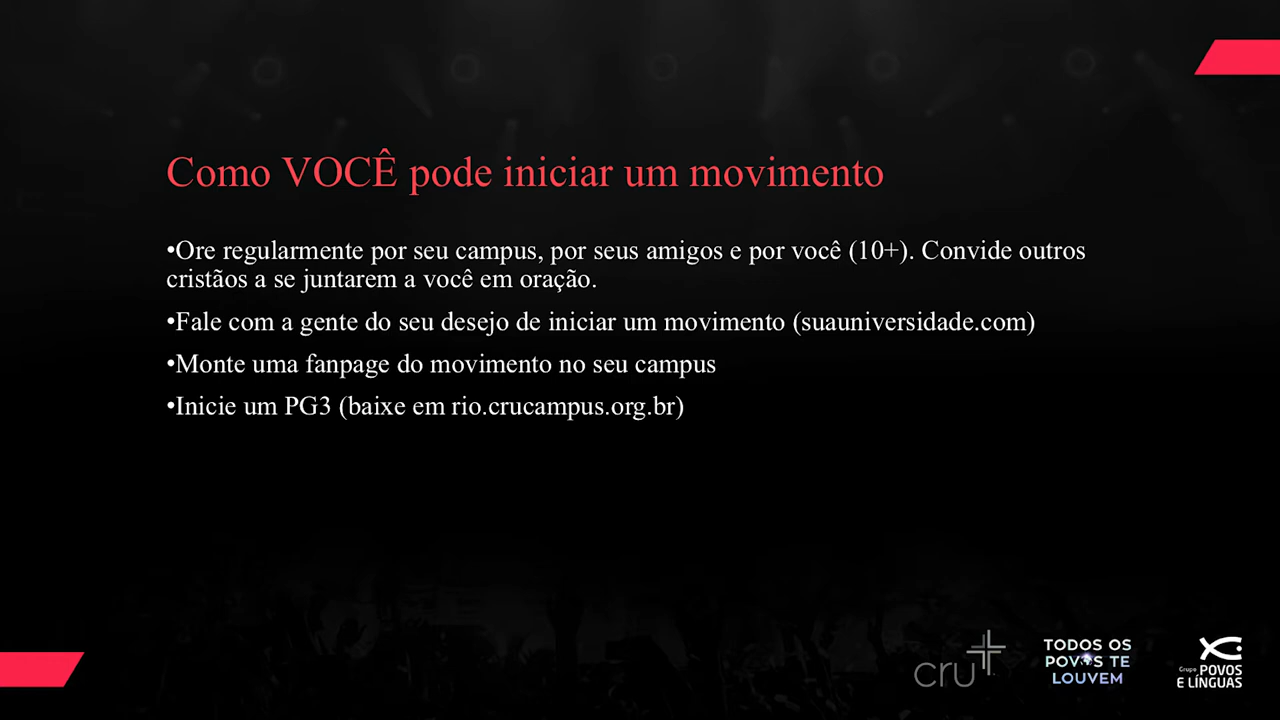 Como VOCÊ pode iniciar um movimento
•Ore regularmente por seu campus, por seus amigos e por você (10+). Convide outros
cristãos a se juntarem a você em oração.
•Fale com a gente do seu desejo de iniciar um movimento (suauniversidade.com)
•Monte uma fanpage do movimento no seu campus
•Inicie um PG3 (baixe em rio.crucampus.org.br)
cru
TODOS OS
POVOS TE
LOUVEM
Grupo POVOS
E LÍNGUAS